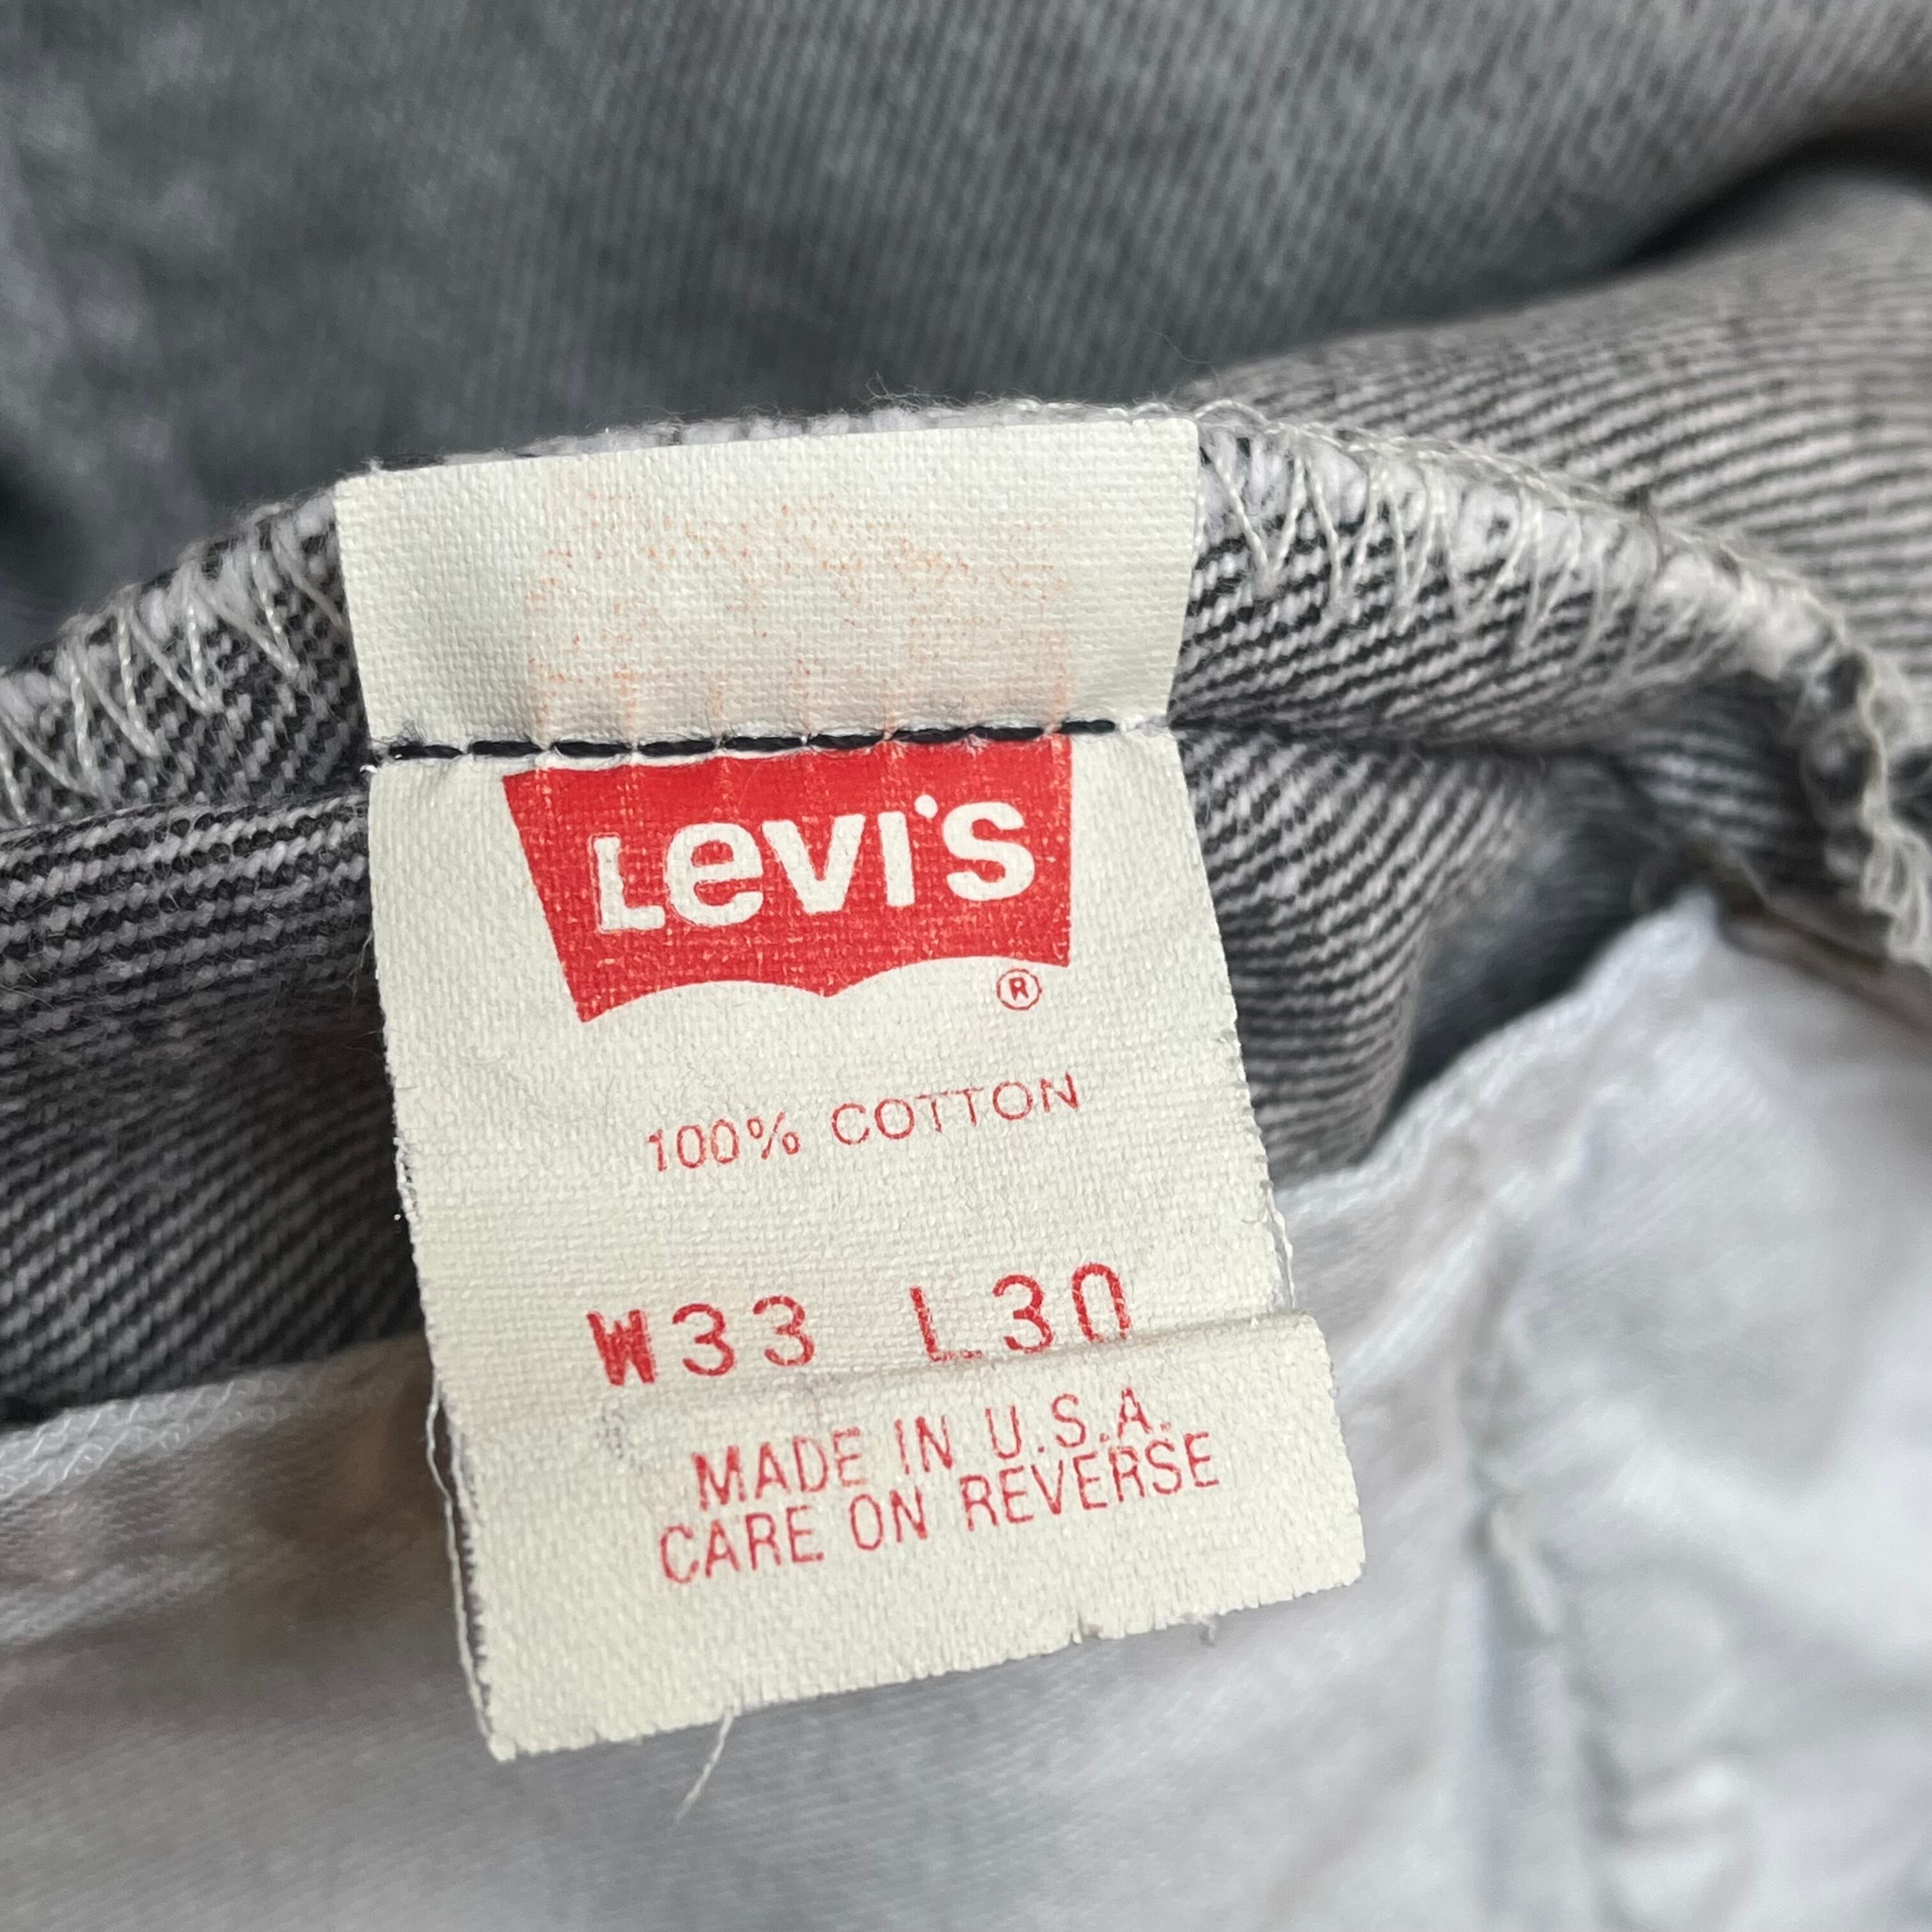 Levi's ®
100% COTTON
W33 L30
MADE IN U.S.A.
CARE ON REVERSE